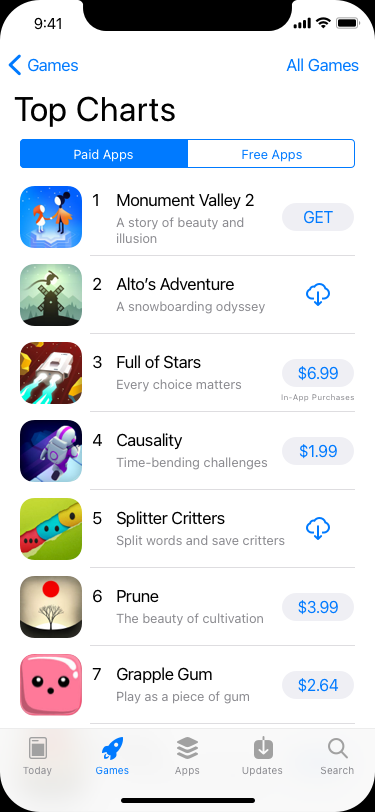 9:41
Games
All Games
Top Charts
Paid Apps
Free Apps
1
Monument Valley 2
A story of beauty and
illusion
GET
2
Alto’s Adventure
A snowboarding odyssey
3
Full of Stars
Every choice matters
$6.99
In-App Purchases
4
Causality
Time-bending challenges
$1.99
5
Splitter Critters
Split words and save critters
6
Prune
The beauty of cultivation
$3.99
7
Grapple Gum
Play as a piece of gum
$2.64
Today
Games
Apps
Updates
Search